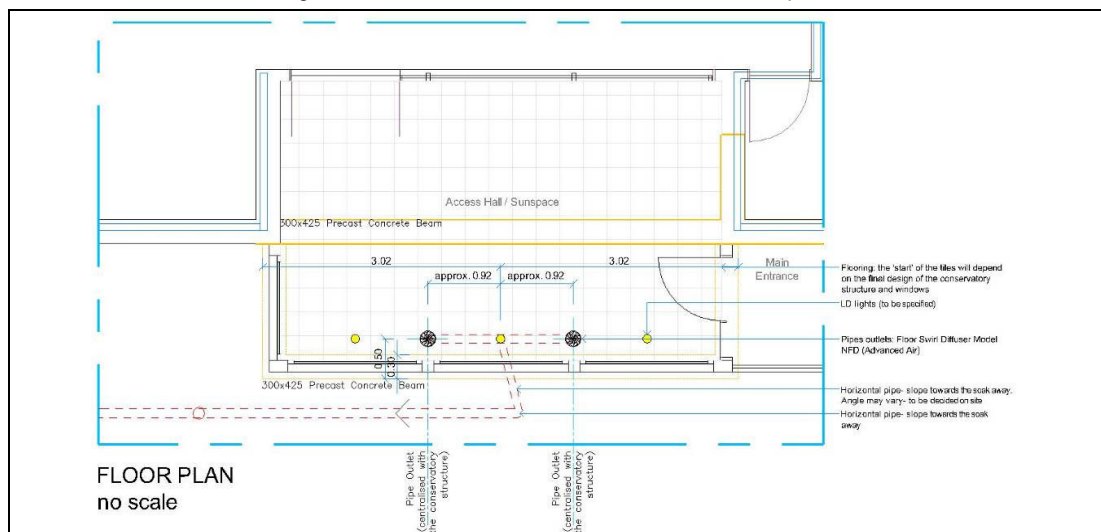 Access Hall / Sunspace
300x425 Precast Concrete Beam
3.02
3.02
Main
Entrance
approx. 0.92
approx. 0.92
Flooring: the 'start' of the tiles will depend
on the final design of the conservatory
structure and windows
LD lights (to be specified)
0.50
0.30
Pipes outlets: Floor Swirl Diffuser Model
NFD (Advanced Air)
300x425 Precast Concrete Beam
Horizontal pipe- slope towards the soak away.
Angle may vary- to be decided on site
Horizontal pipe- slope towards the soak
away
FLOOR PLAN
no scale
Pipe Outlet
(centralised with
the conservatory
structure)
Pipe Outlet
(centralised with
the conservatory
structure)